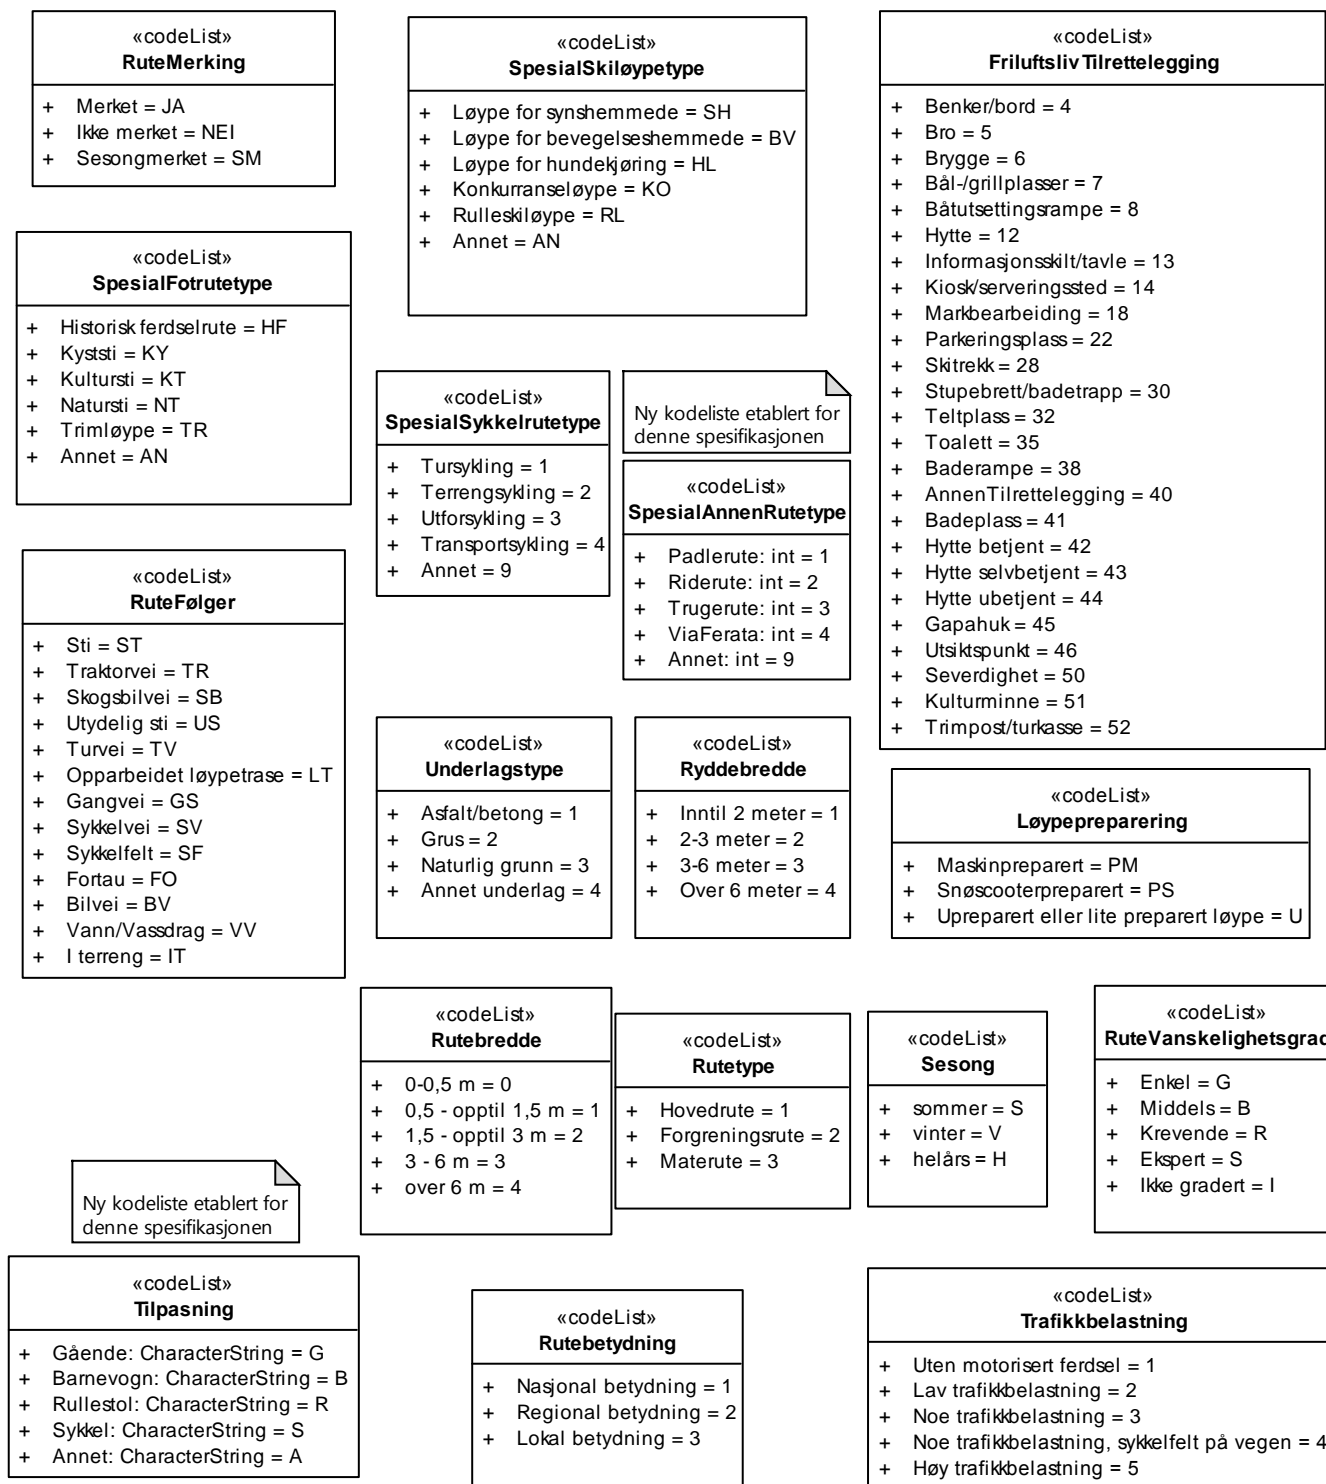 «codeList»
RuteMerking
+ Merket = JA
+ Ikke merket = NEI
+ Sesongmerket = SM
«codeList»
SpesialSkiløypetype
+ Løype for synshemmede = SH
+ Løype for bevegelseshemmede = BV
+ Løype for hundekjøring = HL
+ Konkurranseløype = KO
+ Rulleskiløype = RL
+ Annet = AN
«codeList»
FriluftslivTilrettelegging
+ Benker/bord = 4
+ Bro = 5
+ Brygge = 6
+ Bål-/grillplasser = 7
+ Båtutsettingsrampe = 8
+ Hytte = 12
+ Informasjonsskilt/tavle = 13
+ Kiosk/serveringssted = 14
+ Markbearbeiding = 18
+ Parkeringsplass = 22
+ Skitrekk = 28
+ Stupebrett/badetrapp = 30
+ Teltplass = 32
+ Toalett = 35
+ Baderampe = 38
+ AnnenTilrettelegging = 40
+ Badeplass = 41
+ Hytte betjent = 42
+ Hytte selvbetjent = 43
+ Hytte ubetjent = 44
+ Gapahuk = 45
+ Utsiktspunkt = 46
+ Severdighet = 50
+ Kulturminne = 51
+ Trimpost/turkasse = 52
«codeList»
SpesialFotrutetype
+ Historisk ferdselrute = HF
+ Kyststi = KY
+ Kultursti = KT
+ Natursti = NT
+ Trimløype = TR
+ Annet = AN
«codeList»
SpesialSykkelrutetype
+ Tursykling = 1
+ Terrengsykling = 2
+ Utforsykling = 3
+ Transportsykling = 4
+ Annet = 9
Ny kodeliste etablert for
denne spesifikasjonen
«codeList»
SpesialAnnenRutetype
+ Padlerute: int = 1
+ Riderute: int = 2
+ Trugerute: int = 3
+ ViaFerata: int = 4
+ Annet: int = 9
«codeList»
RuteFølger
+ Sti = ST
+ Traktorvei = TR
+ Skogsbilvei = SB
+ Utydelig sti = US
+ Turvei = TV
+ Opparbeidet løypetrase = LT
+ Gangvei = GS
+ Sykkelvei = SV
+ Sykkelfelt = SF
+ Fortau = FO
+ Bilvei = BV
+ Vann/Vassdrag = VV
+ I terreng = IT
«codeList»
Underlagstype
+ Asfalt/betong = 1
+ Grus = 2
+ Naturlig grunn = 3
+ Annet underlag = 4
«codeList»
Ryddebredde
+ Inntil 2 meter = 1
+ 2-3 meter = 2
+ 3-6 meter = 3
+ Over 6 meter = 4
«codeList»
Løypepreparering
+ Maskinpreparert = PM
+ Snøscooterpreparert = PS
+ Upreparert eller lite preparert løype = U
«codeList»
Rutebredde
+ 0-0,5 m = 0
+ 0,5 - opptil 1,5 m = 1
+ 1,5 - opptil 3 m = 2
+ 3 - 6 m = 3
+ over 6 m = 4
«codeList»
Rutetype
+ Hovedrute = 1
+ Forgreningsrute = 2
+ Materute = 3
«codeList»
Sesong
+ sommer = S
+ vinter = V
+ helårs = H
«codeList»
RuteVanskelighetsgrad
+ Enkel = G
+ Middels = B
+ Krevende = R
+ Ekspert = S
+ Ikke gradert = I
Ny kodeliste etablert for
denne spesifikasjonen
«codeList»
Tilpasning
+ Gående: CharacterString = G
+ Barnevogn: CharacterString = B
+ Rullestol: CharacterString = R
+ Sykkel: CharacterString = S
+ Annet: CharacterString = A
«codeList»
Rutebetydning
+ Nasjonal betydning = 1
+ Regional betydning = 2
+ Lokal betydning = 3
«codeList»
Trafikkbelastning
+ Uten motorisert ferdsel = 1
+ Lav trafikkbelastning = 2
+ Noe trafikkbelastning = 3
+ Noe trafikkbelastning, sykkelfelt på vegen = 4
+ Høy trafikkbelastning = 5